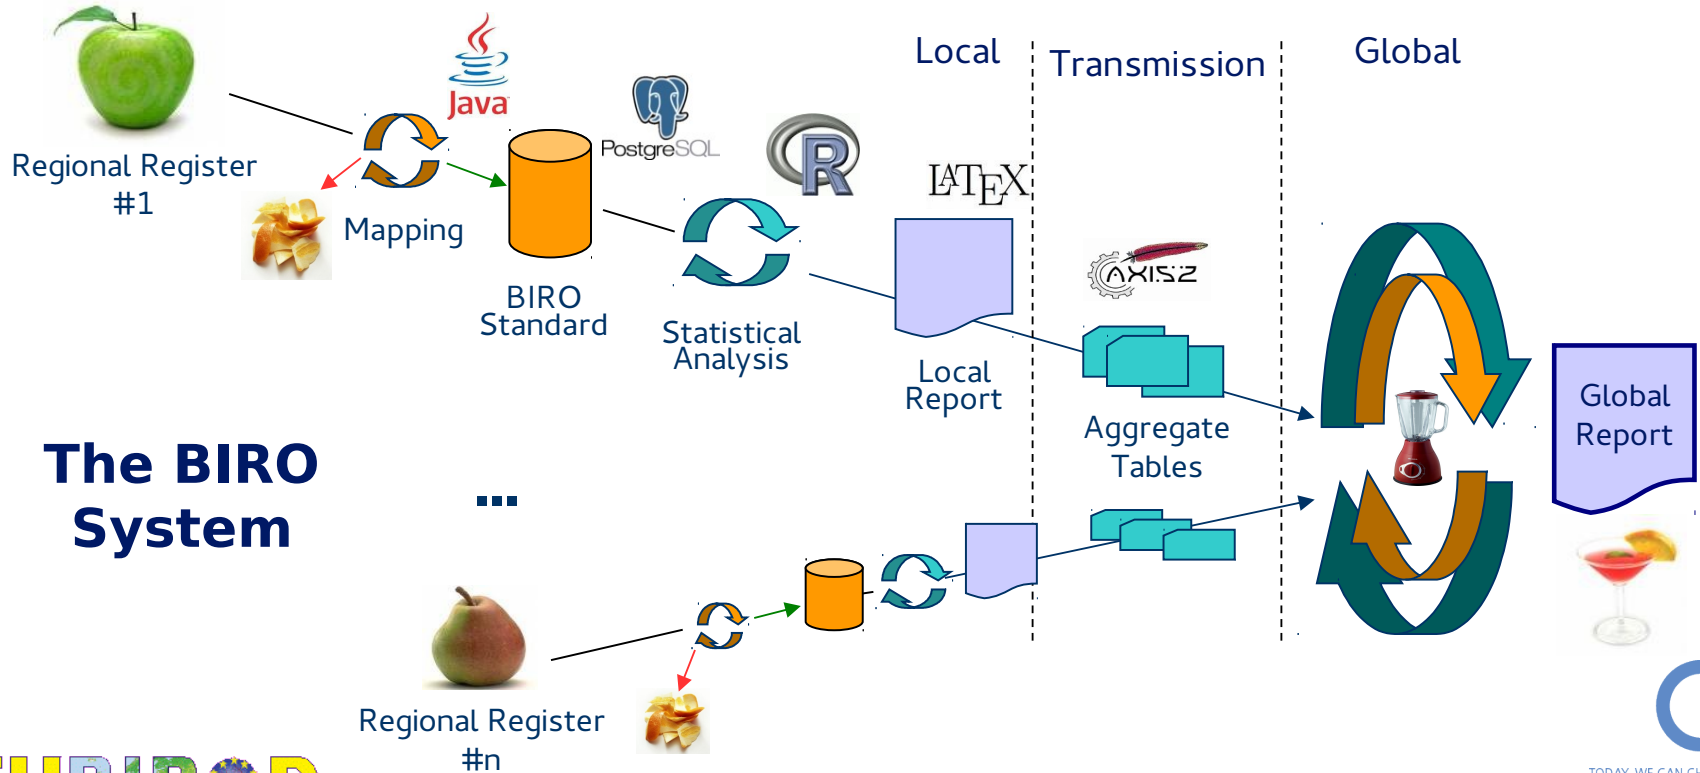 Local
Transmission
Global
Java
PostgreSQL
R
LATEX
Regional Register
#1
Mapping
BIRO
Standard
Statistical
Analysis
Local
Report
AXIS2
Aggregate
Tables
Global
Report
The BIRO
System
...
Regional Register
#n